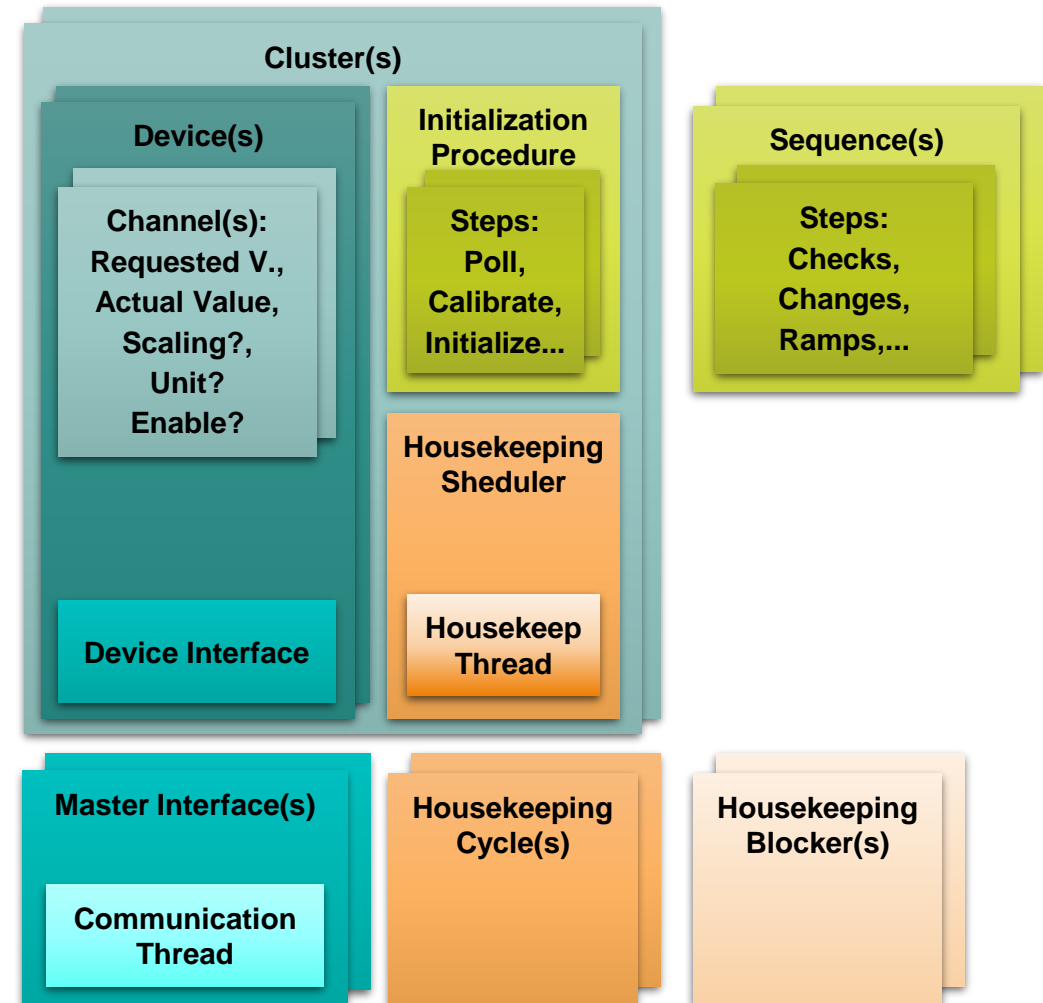 Cluster(s)
Device(s)
Channel(s):
Requested V.,
Actual Value,
Scaling?,
Unit?
Enable?
Device Interface
Initialization
Procedure
Steps:
Poll,
Calibrate,
Initialize...
Housekeeping
Sheduler
Housekeep
Thread
Sequence(s)
Steps:
Checks,
Changes,
Ramps,...
Master Interface(s)
Communication
Thread
Housekeeping
Cycle(s)
Housekeeping
Blocker(s)